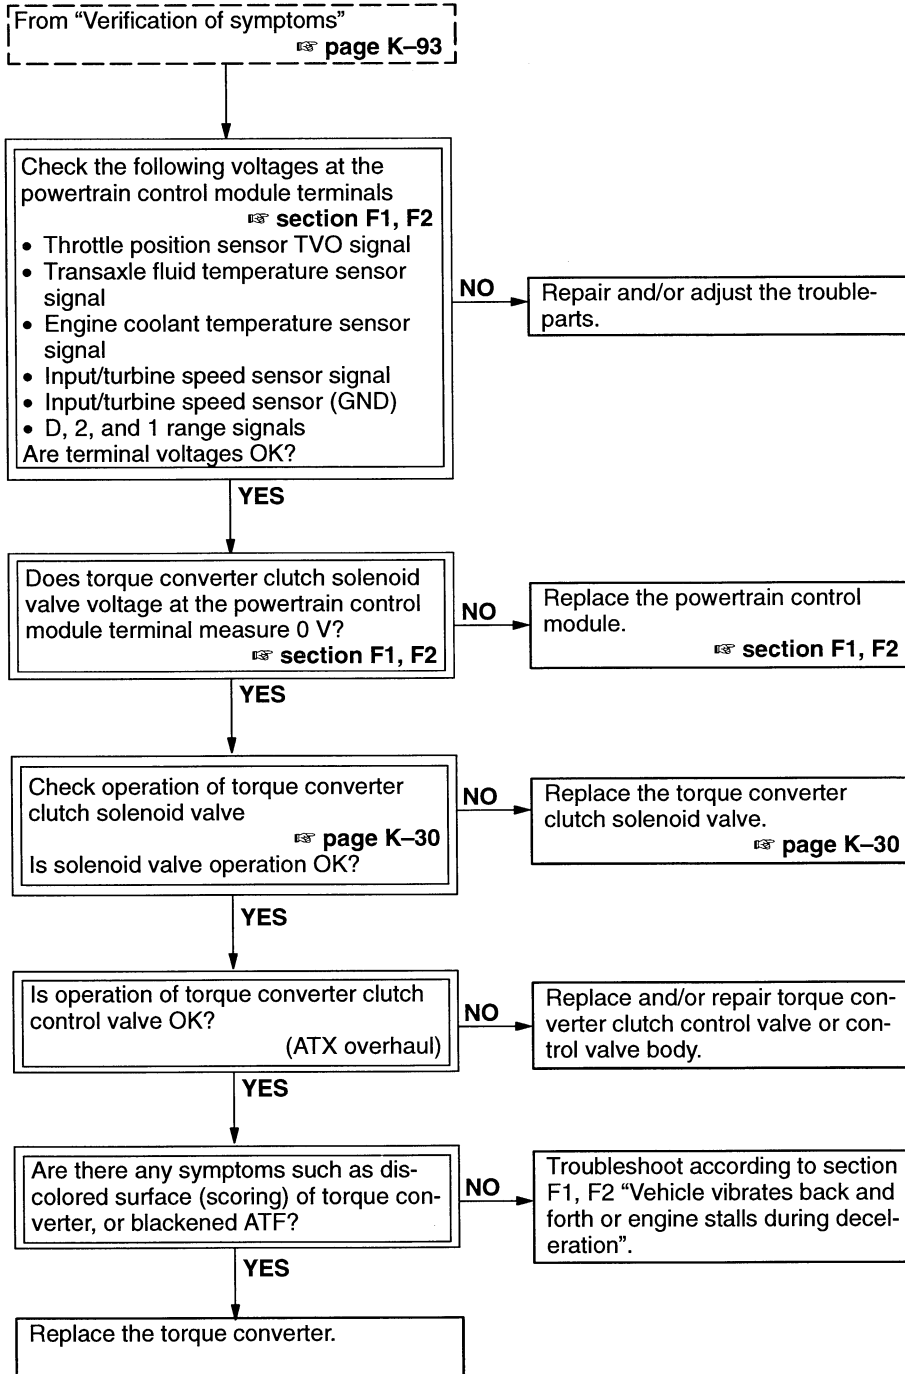 From “Verification of symptoms”
☞ page K–93
Check the following voltages at the
powertrain control module terminals
☞ section F1, F2
• Throttle position sensor TVO signal
• Transaxle fluid temperature sensor
signal
• Engine coolant temperature sensor
signal
• Input/turbine speed sensor signal
• Input/turbine speed sensor (GND)
• D, 2, and 1 range signals
Are terminal voltages OK?
NO
Repair and/or adjust the trouble-
parts.
YES
Does torque converter clutch solenoid
valve voltage at the powertrain control
module terminal measure 0 V?
☞ section F1, F2
NO
Replace the powertrain control
module.
☞ section F1, F2
YES
Check operation of torque converter
clutch solenoid valve
☞ page K–30
Is solenoid valve operation OK?
NO
Replace the torque converter
clutch solenoid valve.
☞ page K–30
YES
Is operation of torque converter clutch
control valve OK?
(ATX overhaul)
NO
Replace and/or repair torque con-
verter clutch control valve or con-
trol valve body.
YES
Are there any symptoms such as dis-
colored surface (scoring) of torque con-
verter, or blackened ATF?
NO
Troubleshoot according to section
F1, F2 “Vehicle vibrates back and
forth or engine stalls during decel-
eration”.
YES
Replace the torque converter.